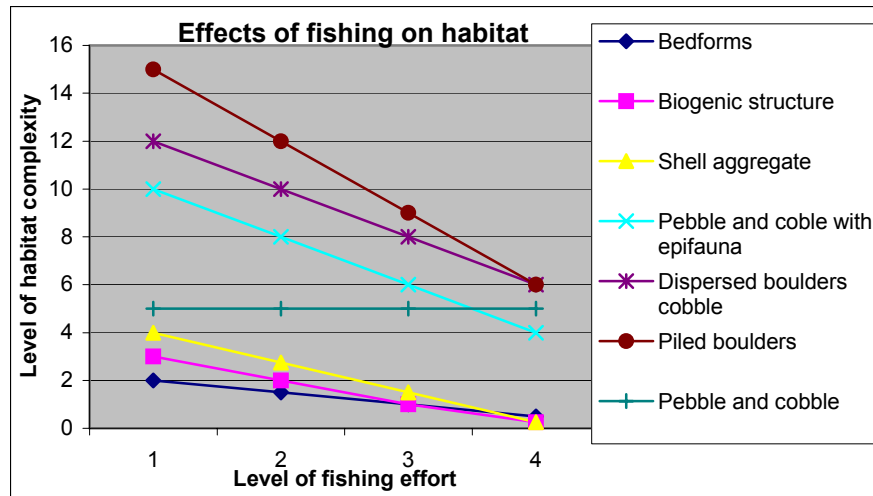 Effects of fishing on habitat
Level of habitat complexity
16
14
12
10
8
6
4
2
0
1 2 3 4
Level of fishing effort
Bedforms
Biogenic structure
Shell aggregate
Pebble and coble with
epifauna
Dispersed boulders
cobble
Piled boulders
Pebble and cobble